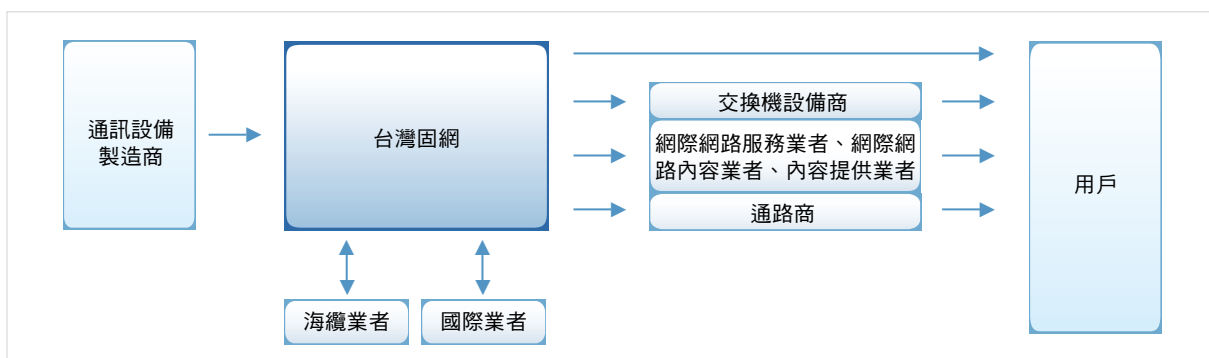 通訊設備
製造商
台灣固網
交換機設備商
網際網路服務業者、網際網
路內容業者、內容提供業者
通路商
用戶
海纜業者
國際業者